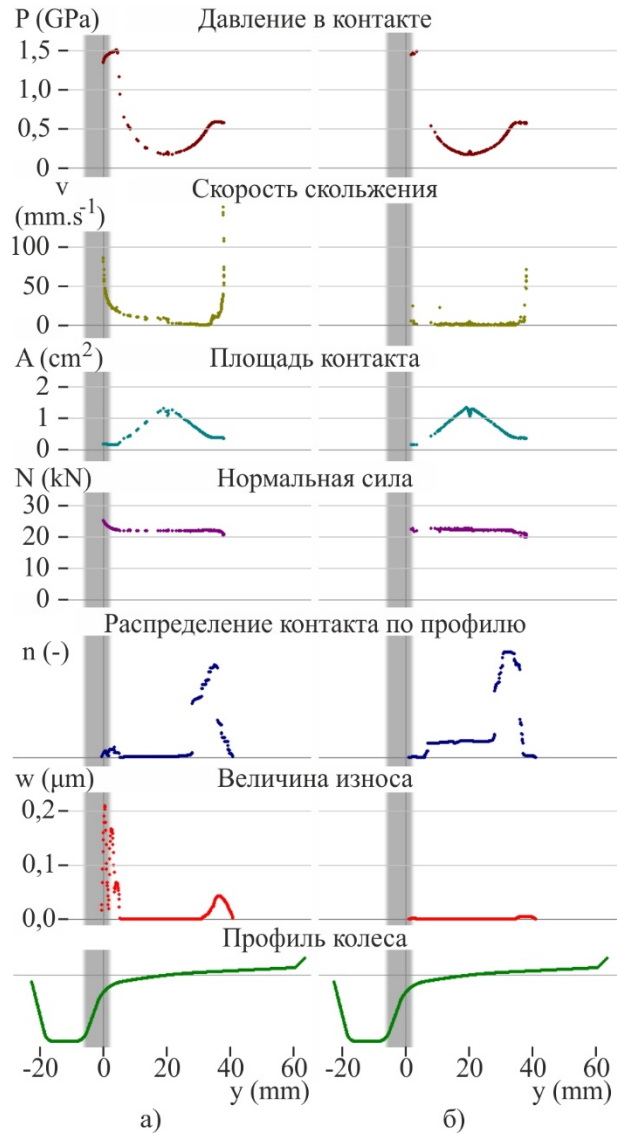 P (GPa) Давление в контакте
1,5
1,0
0,5
0
v Скорость скольжения
(mm.s⁻¹)
100
50
0
A (cm²) Площадь контакта
2
1
0
N (kN) Нормальная сила
30
20
10
0
Распределение контакта по профилю
n (-)
w (μm) Величина износа
0,2
0,1
0,0
Профиль колеса
-20 0 20 40 60 -20 0 20 40 60
y (mm) y (mm)
а) б)